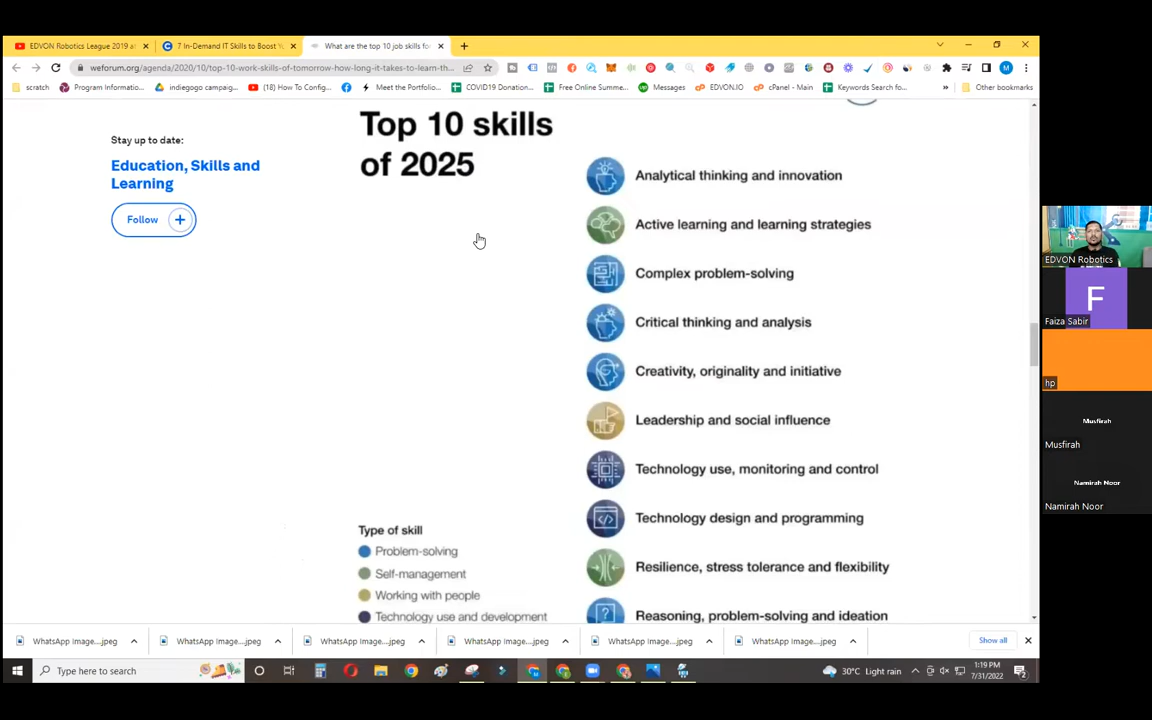 EDVON Robotics League 2019 a
7 In-Demand IT Skills to Boost
What are the top 10 job skills for
weforum.org/agenda/2020/10/top-10-work-skills-of-tomorrow-how-long-it-takes-to-learn-th...
M
scratch
Program Informatio...
indiegogo campaig...
(18) How To Config...
Meet the Portfolio...
COVID19 Donation...
Free Online Summe...
Messages
EDVON.IO
cPanel - Main
Keywords Search fo...
»
Other bookmarks
Stay up to date:
Education, Skills and
Learning
Follow +
Top 10 skills
of 2025
Analytical thinking and innovation
Active learning and learning strategies
Complex problem-solving
Critical thinking and analysis
Creativity, originality and initiative
Leadership and social influence
Technology use, monitoring and control
Technology design and programming
Resilience, stress tolerance and flexibility
Reasoning, problem-solving and ideation
Type of skill
Problem-solving
Self-management
Working with people
Technology use and development
EDVON Robotics
F
Faiza Sabir
hp
Musfirah
Musfirah
Namirah Noor
Namirah Noor
WhatsApp Image....jpeg
WhatsApp Image....jpeg
WhatsApp Image....jpeg
WhatsApp Image....jpeg
WhatsApp Image....jpeg
WhatsApp Image....jpeg
Show all
Type here to search
30°C Light rain
1:19 PM
7/31/2022
2